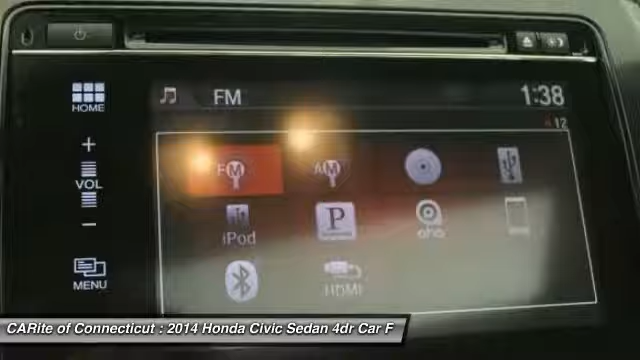 FM
1:38
HOME
12
+
VOL
FM
AM
iPod
P
aha
-
MENU
HDMI
CARite of Connecticut : 2014 Honda Civic Sedan 4dr Car F